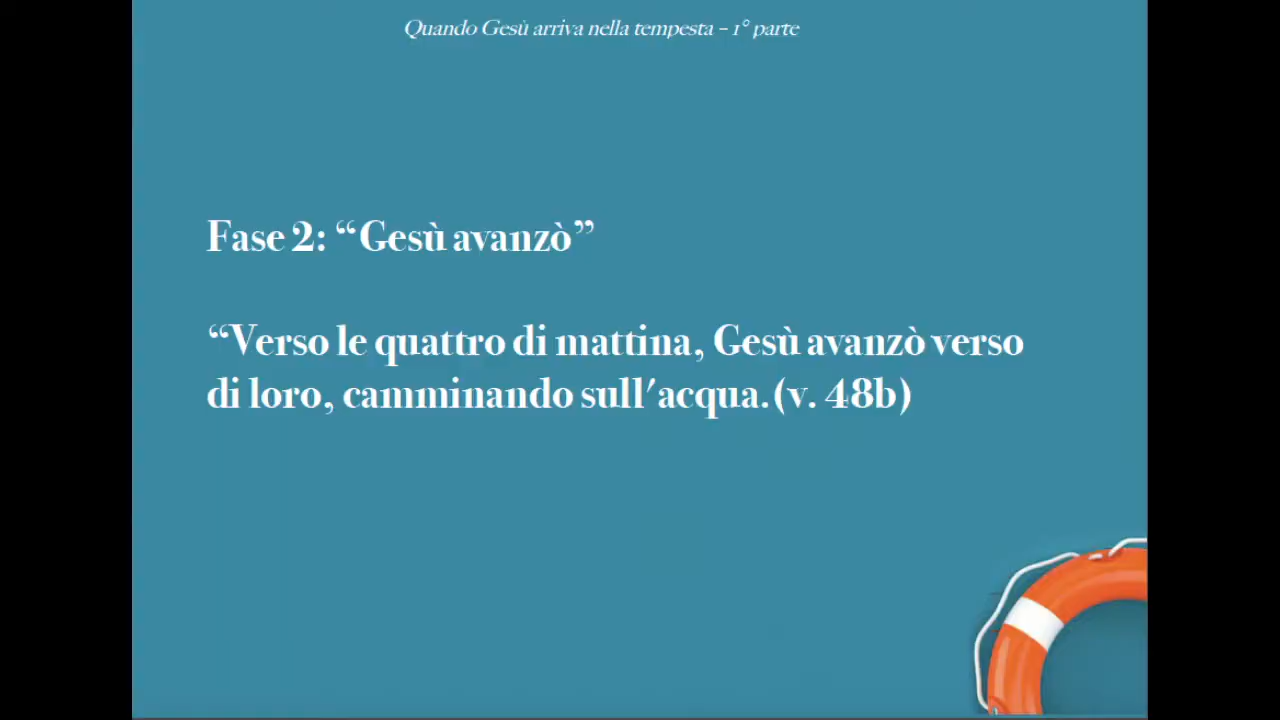 Quando Gesù arriva nella tempesta – 1° parte
Fase 2: “Gesù avanzò”
“Verso le quattro di mattina, Gesù avanzò verso
di loro, camminando sull'acqua.(v. 48b)